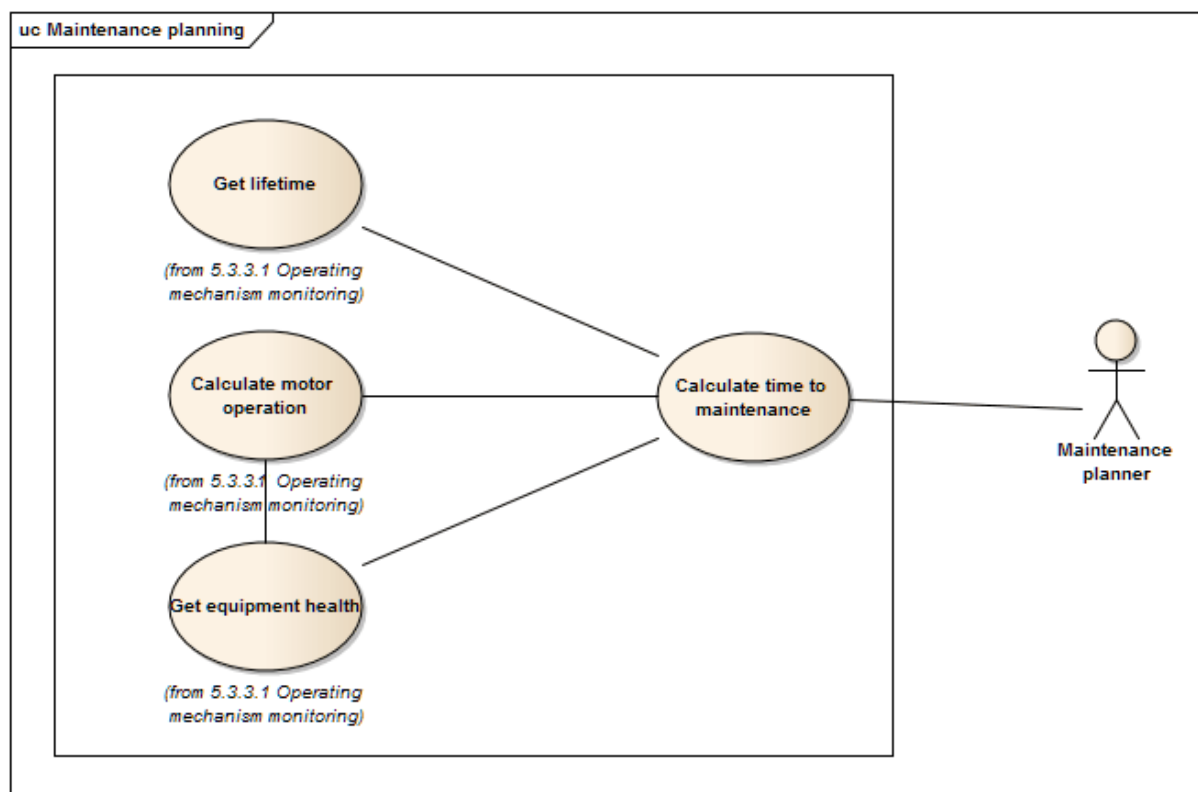 uc Maintenance planning
Get lifetime
(from 5.3.3.1 Operating
mechanism monitoring)
Calculate motor
operation
(from 5.3.3.1 Operating
mechanism monitoring)
Get equipment health
(from 5.3.3.1 Operating
mechanism monitoring)
Calculate time to
maintenance
Maintenance
planner